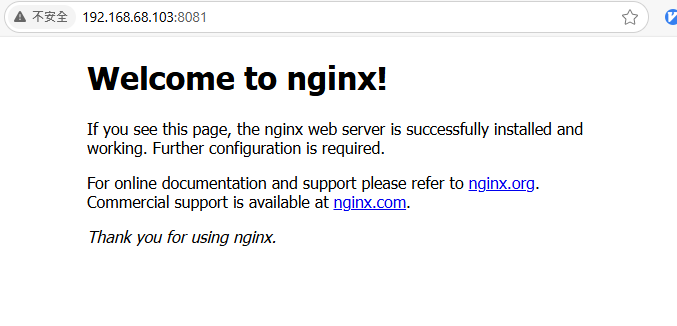 不安全 192.168.68.103:8081
Welcome to nginx!
If you see this page, the nginx web server is successfully installed and
working. Further configuration is required.
For online documentation and support please refer to nginx.org.
Commercial support is available at nginx.com.
Thank you for using nginx.